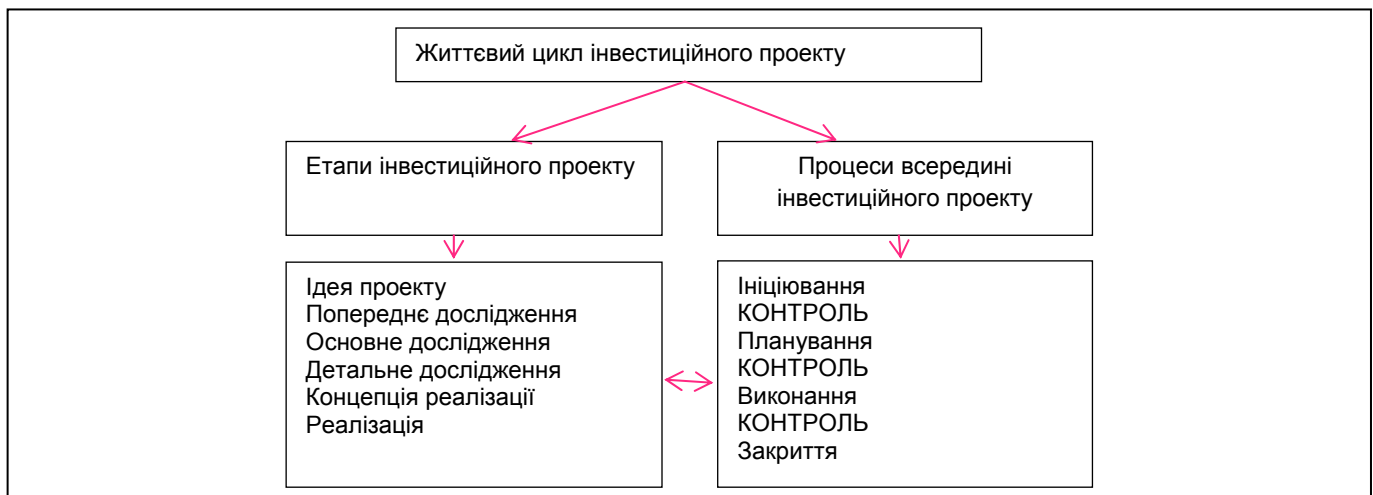 Життєвий цикл інвестиційного проекту
Етапи інвестиційного проекту
Процеси всередині
інвестиційного проекту
Ідея проекту
Попереднє дослідження
Основне дослідження
Детальне дослідження
Концепція реалізації
Реалізація
Ініціювання
КОНТРОЛЬ
Планування
КОНТРОЛЬ
Виконання
КОНТРОЛЬ
Закриття